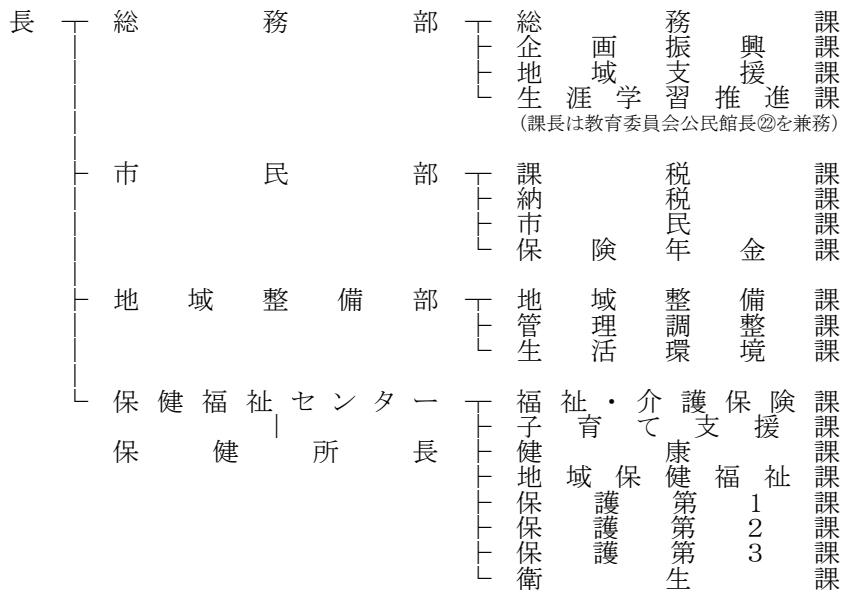 長 総務部 総務課
企画振興課
地域支援課
生涯学習推進課
(課長は教育委員会公民館長㉒を兼務)
市民部 課税課
納税課
市民課
保険年金課
地域整備部 地域整備課
管理調整課
生活環境課
保健福祉センター 福祉・介護保険課
子育て支援課
保健所長 健康課
地域保健福祉課
保護第1課
保護第2課
保護第3課
衛生課